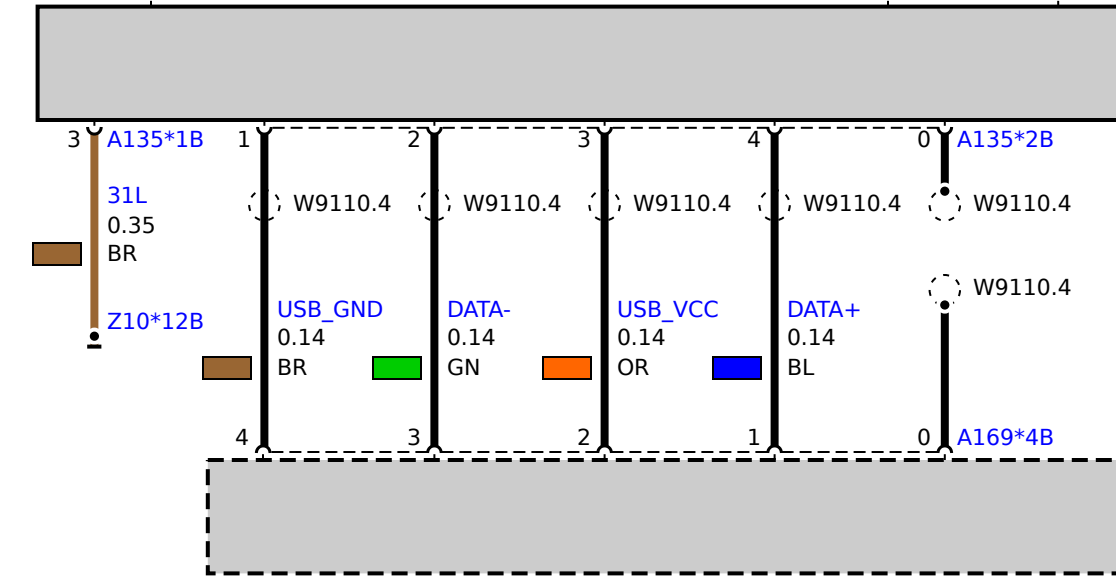 3 A135*1B 1 2 3 4 0 A135*2B
31L W9110.4 W9110.4 W9110.4 W9110.4 W9110.4
0.35
BR
W9110.4
Z10*12B USB_GND DATA- USB_VCC DATA+
0.14 0.14 0.14 0.14
BR GN OR BL
4 3 2 1 0 A169*4B